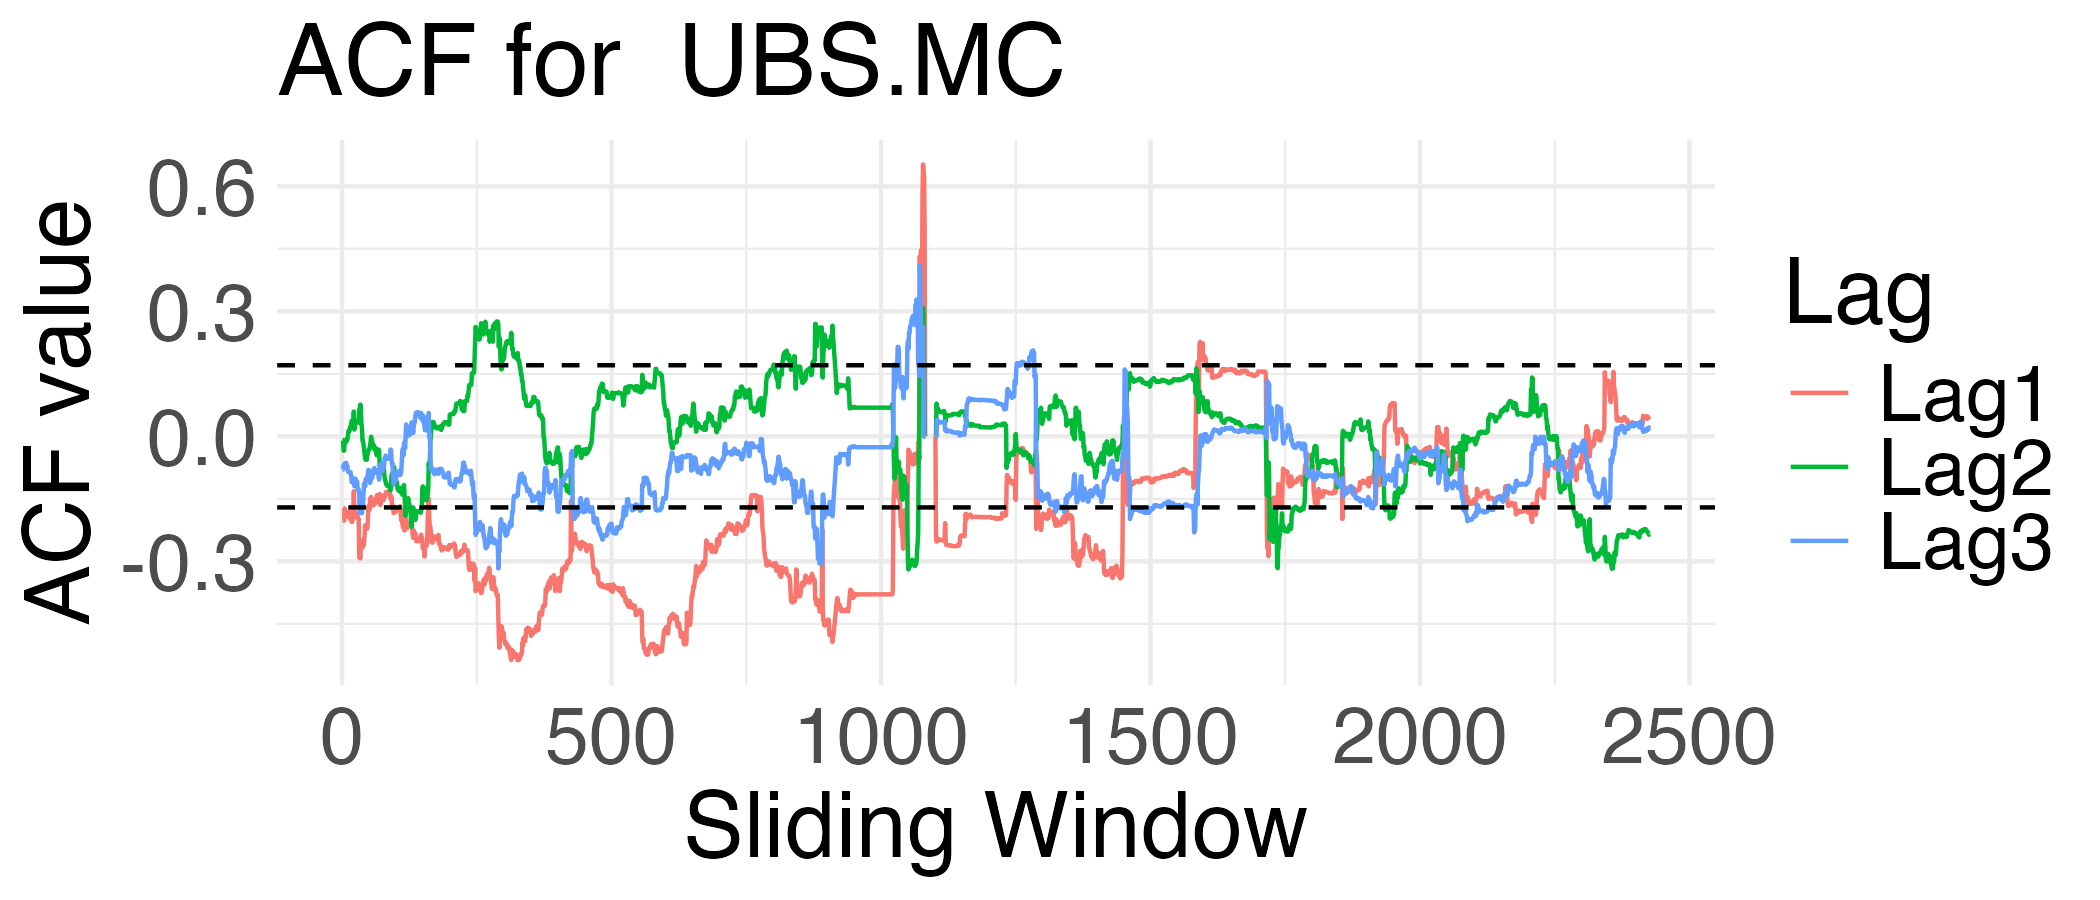 ACF for  UBS.MC
ACF value
0.6
0.3
0.0
-0.3
0
500
1000
1500
2000
2500
Sliding Window
Lag
Lag1
Lag2
Lag3